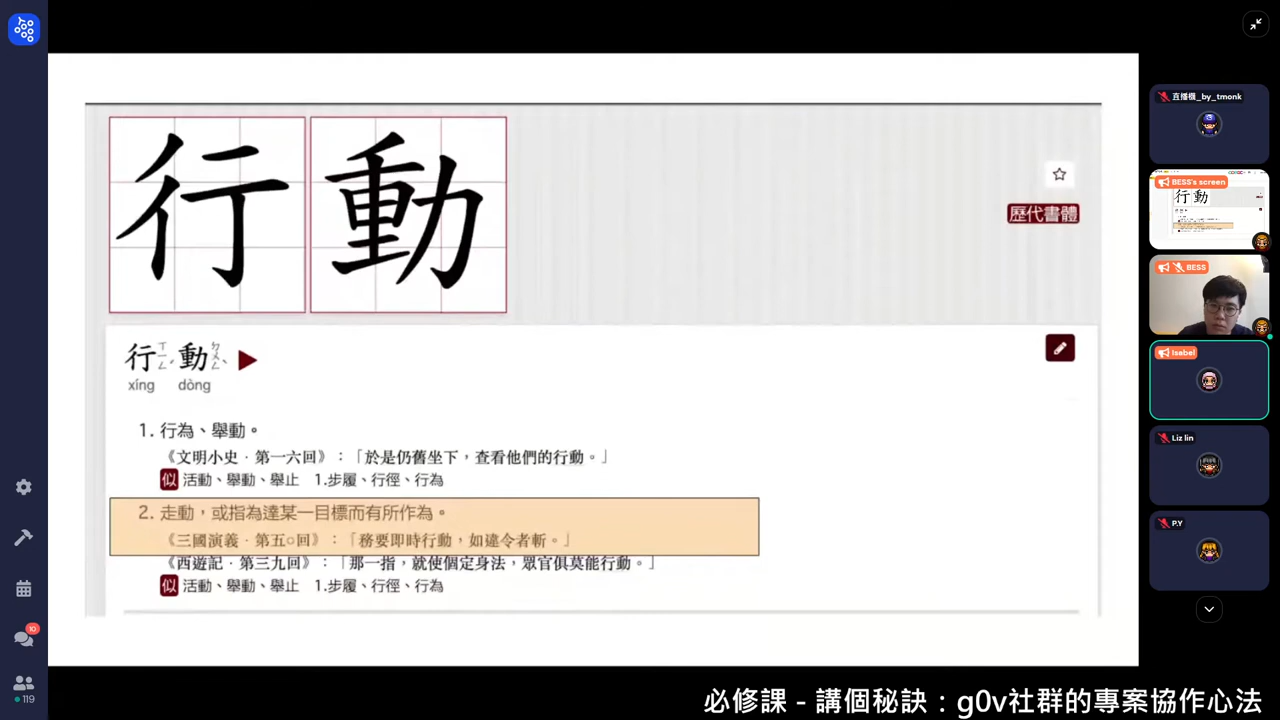 行動
歷代書體
行ㄒㄧㄥˊ動ㄉㄨㄥˋ
xíng dòng
1. 行為、舉動。
《文明小史．第一六回》：「於是仍舊坐下，查看他們的行動。」
似 活動、舉動、舉止 1.步履、行徑、行為
2. 走動，或指為達某一目標而有所作為。
《三國演義．第五○回》：「務要即時行動，如違令者斬。」
《西遊記．第三九回》：「那一指，就使個定身法，眾官俱莫能行動。」
似 活動、舉動、舉止 1.步履、行徑、行為
直播機_by_tmonk
BESS's screen
行動
BESS
Isabel
Liz lin
P.Y
10
119
必修課 - 講個秘訣：g0v社群的專案協作心法